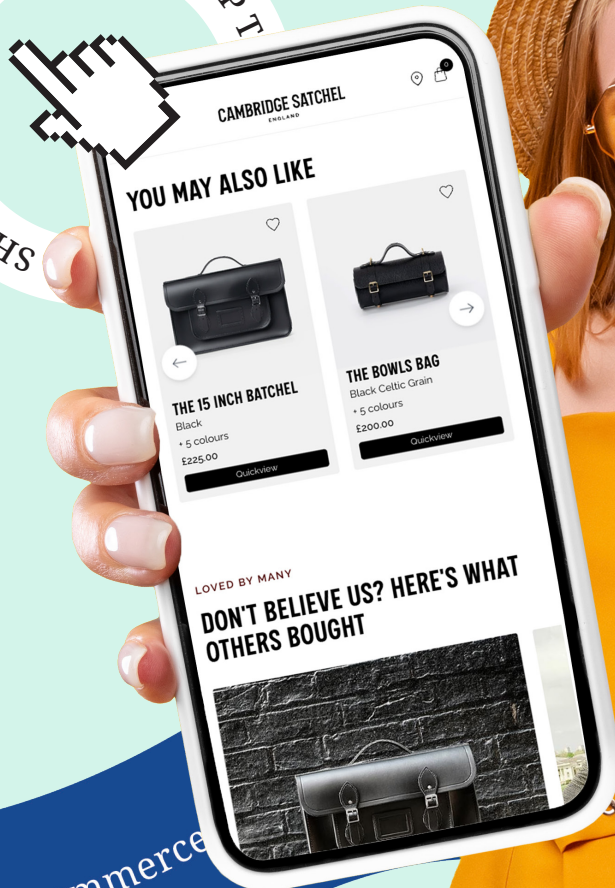 CAMBRIDGE SATCHEL
ENGLAND
0
YOU MAY ALSO LIKE
THE 15 INCH BATCHEL
Black
+ 5 colours
£225.00
Quickview
THE BOWLS BAG
Black Celtic Grain
+ 5 colours
£200.00
Quickview
LOVED BY MANY
DON'T BELIEVE US? HERE'S WHAT
OTHERS BOUGHT